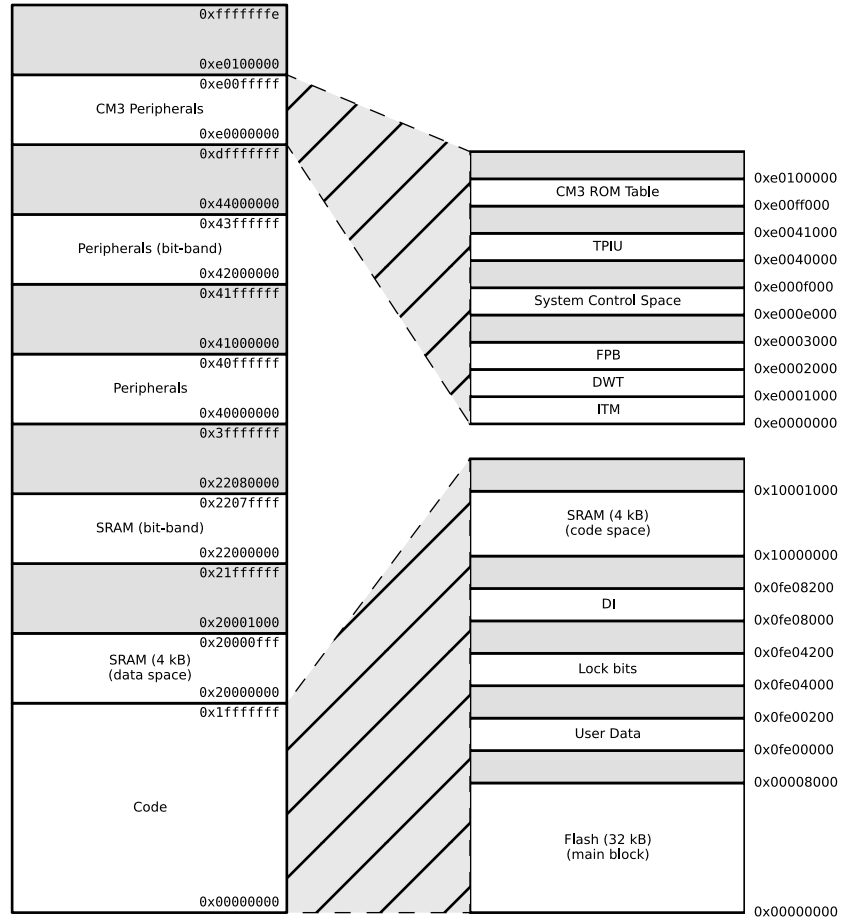 0xfffffffe
0xe0100000
0xe00fffff
CM3 Peripherals
0xe0000000
0xdfffffff
0x44000000
0x43ffffff
Peripherals (bit-band)
0x42000000
0x41ffffff
0x41000000
0x40ffffff
Peripherals
0x40000000
0x3fffffff
0x22080000
0x2207ffff
SRAM (bit-band)
0x22000000
0x21ffffff
0x20001000
0x20000fff
SRAM (4 kB)
(data space)
0x20000000
0x1fffffff
Code
0x00000000
0xe0100000
CM3 ROM Table
0xe00ff000
0xe0041000
TPIU
0xe0040000
0xe000f000
System Control Space
0xe000e000
0xe0003000
FPB
0xe0002000
DWT
0xe0001000
ITM
0xe0000000
0x10001000
SRAM (4 kB)
(code space)
0x10000000
0x0fe08200
DI
0x0fe08000
0x0fe04200
Lock bits
0x0fe04000
0x0fe00200
User Data
0x0fe00000
0x00008000
Flash (32 kB)
(main block)
0x00000000